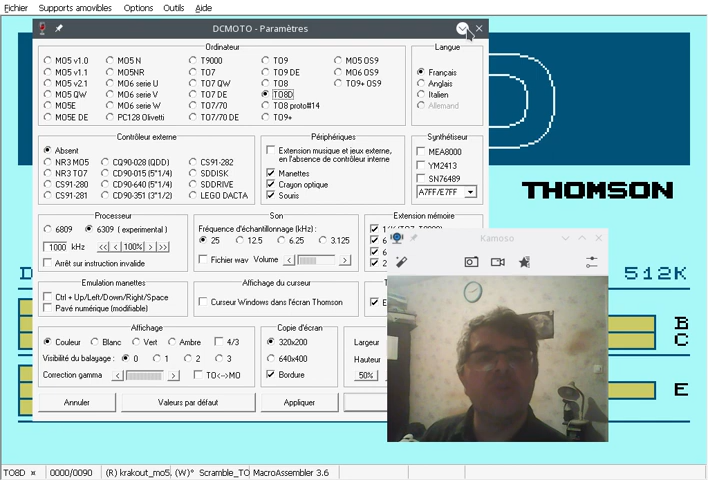 Fichier Supports amovibles Options Outils Aide
DCMOTO - Paramètres
Ordinateur
MO5 v1.0 MO5 N T9000 TO9 MO5 OS9
MO5 v1.1 MO5NR TO7 TO9 DE MO6 OS9
MO5 v2.1 MO6 serie U TO7 QW TO8 TO9+ OS9
MO5 QW MO6 serie V TO7 DE TO8D
MO5E MO6 serie W TO7/70 TO8 proto#14
MO5E DE PC128 Olivetti TO7/70 DE TO9+
Langue
Français
Anglais
Italien
Allemand
THOMSON
Contrôleur externe
Absent
NR3 MO5 CQ90-028 (QDD) CS91-282
NR3 TO7 CD90-015 (5"1/4) SDDISK
CS91-280 CD90-640 (5"1/4) SDDRIVE
CS91-281 CD90-351 (3"1/2) LEGO DACTA
Périphériques
Extension musique et jeux externe,
en l'absence de contrôleur interne
Manettes
Crayon optique
Souris
Synthétiseur
MEA8000
YM2413
SN76489
A7FF/E7FF
Processeur
6809 6309 ( experimental )
1000 kHz << < 100% > >>
Arrêt sur instruction invalide
Son
Fréquence d'échantillonnage (kHz) :
25 12.5 6.25 3.125
Fichier wav Volume < >
Extension mémoire
Kamoso
512K
Emulation manettes
Ctrl + Up/Left/Down/Right/Space
Pavé numérique (modifiable)
Affichage du curseur
Curseur Windows dans l'écran Thomson
B
C
E
Affichage
Couleur Blanc Vert Ambre 4/3
Visibilité du balayage : 0 1 2 3
Correction gamma < > TO<->MO
Copie d'écran
320x200
640x400
Bordure
Largeur
Hauteur
50%
Annuler Valeurs par défaut Appliquer
TO8D × 0000/0090 (R) krakout_mo5. (W)* Scramble_TO MacroAssembler 3.6